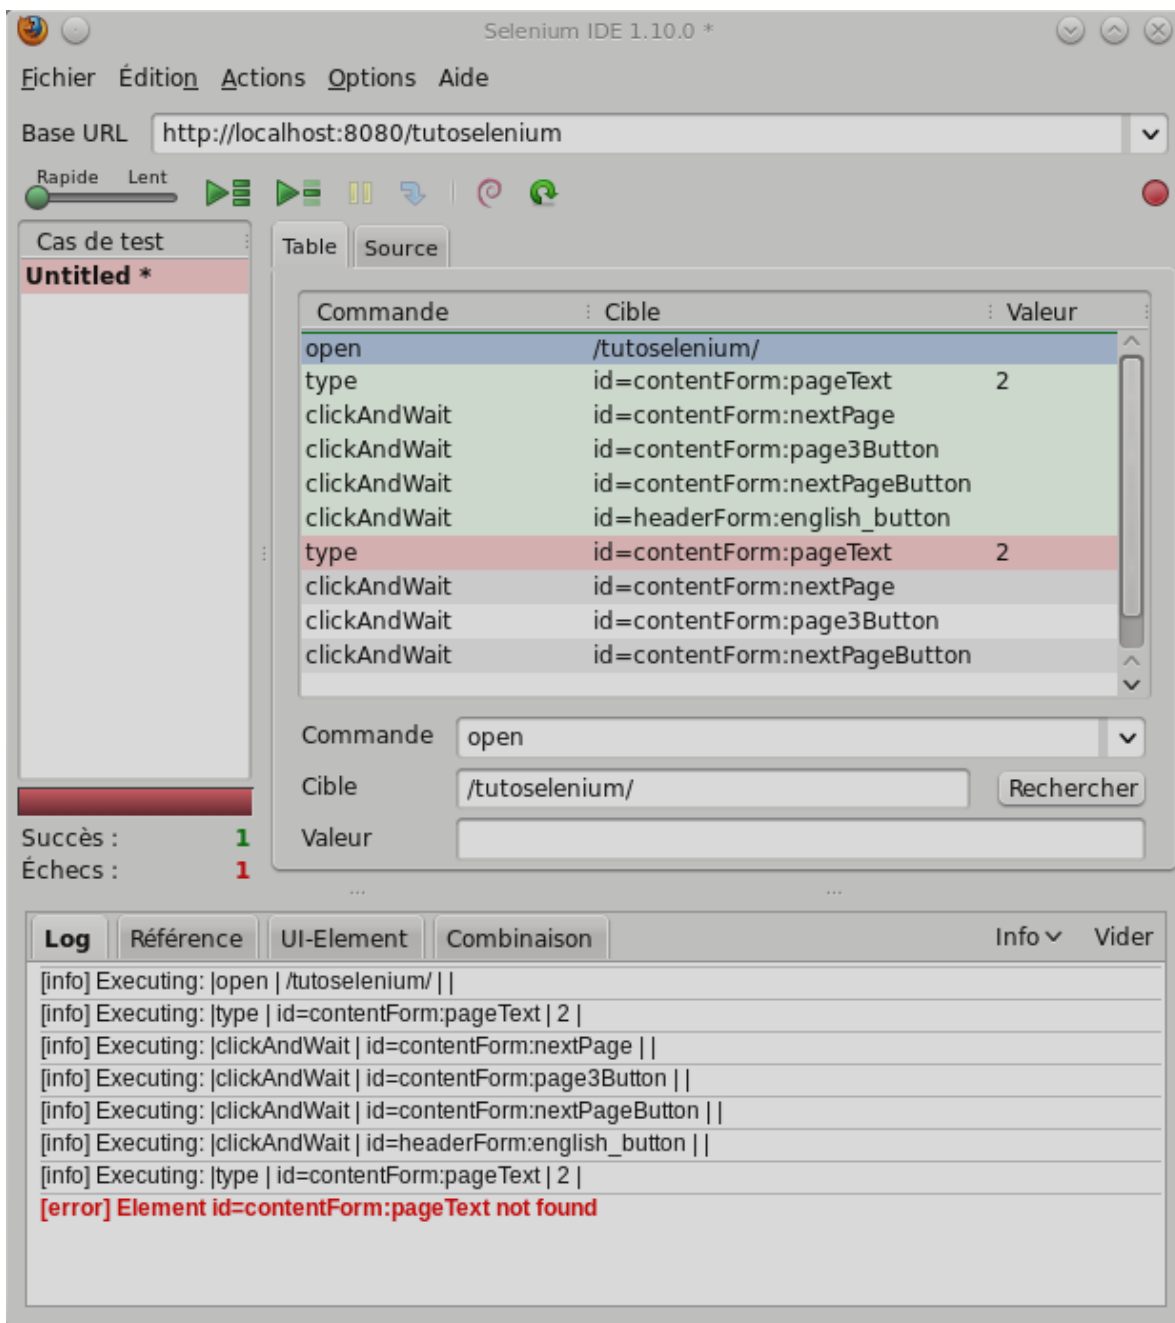 Selenium IDE 1.10.0 *
Fichier Édition Actions Options Aide
Base URL http://localhost:8080/tutoselenium
Rapide Lent
Cas de test
Untitled *
Table Source
Commande Cible Valeur
open /tutoselenium/
type id=contentForm:pageText 2
clickAndWait id=contentForm:nextPage
clickAndWait id=contentForm:page3Button
clickAndWait id=contentForm:nextPageButton
clickAndWait id=headerForm:english_button
type id=contentForm:pageText 2
clickAndWait id=contentForm:nextPage
clickAndWait id=contentForm:page3Button
clickAndWait id=contentForm:nextPageButton
Commande open
Cible /tutoselenium/ Rechercher
Valeur
Succès : 1
Échecs : 1
Log Référence UI-Element Combinaison Info Vider
[info] Executing: |open | /tutoselenium/ | |
[info] Executing: |type | id=contentForm:pageText | 2 |
[info] Executing: |clickAndWait | id=contentForm:nextPage | |
[info] Executing: |clickAndWait | id=contentForm:page3Button | |
[info] Executing: |clickAndWait | id=contentForm:nextPageButton | |
[info] Executing: |clickAndWait | id=headerForm:english_button | |
[info] Executing: |type | id=contentForm:pageText | 2 |
[error] Element id=contentForm:pageText not found